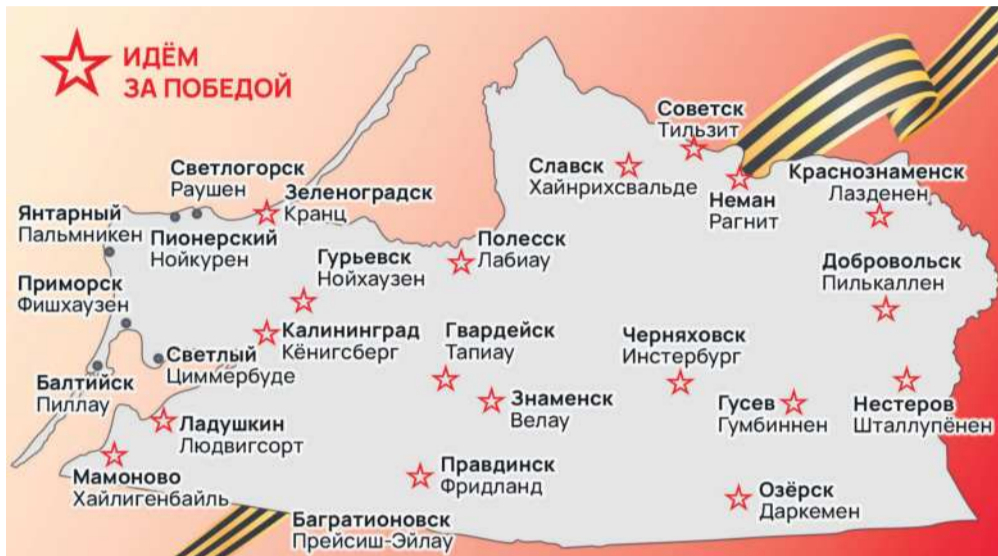 ИДЁМ
ЗА ПОБЕДОЙ
Советск
Тильзит
Славск
Хайнрихсвальде
Неман
Рагнит
Краснознаменск
Лазденен
Светлогорск
Раушен
Зеленоградск
Кранц
Янтарный
Пальмникен
Пионерский
Нойкурен
Гурьевск
Нойхаузен
Полесск
Лабиау
Добровольск
Пилькаллен
Приморск
Фишхаузен
Калининград
Кёнигсберг
Гвардейск
Тапиау
Черняховск
Инстербург
Светлый
Циммербуде
Балтийск
Пиллау
Знаменск
Велау
Гусев
Гумбиннен
Нестеров
Шталлупёнен
Ладушкин
Людвигсорт
Мамоново
Хайлигенбайль
Правдинск
Фридланд
Озёрск
Даркемен
Багратионовск
Прейсиш-Эйлау